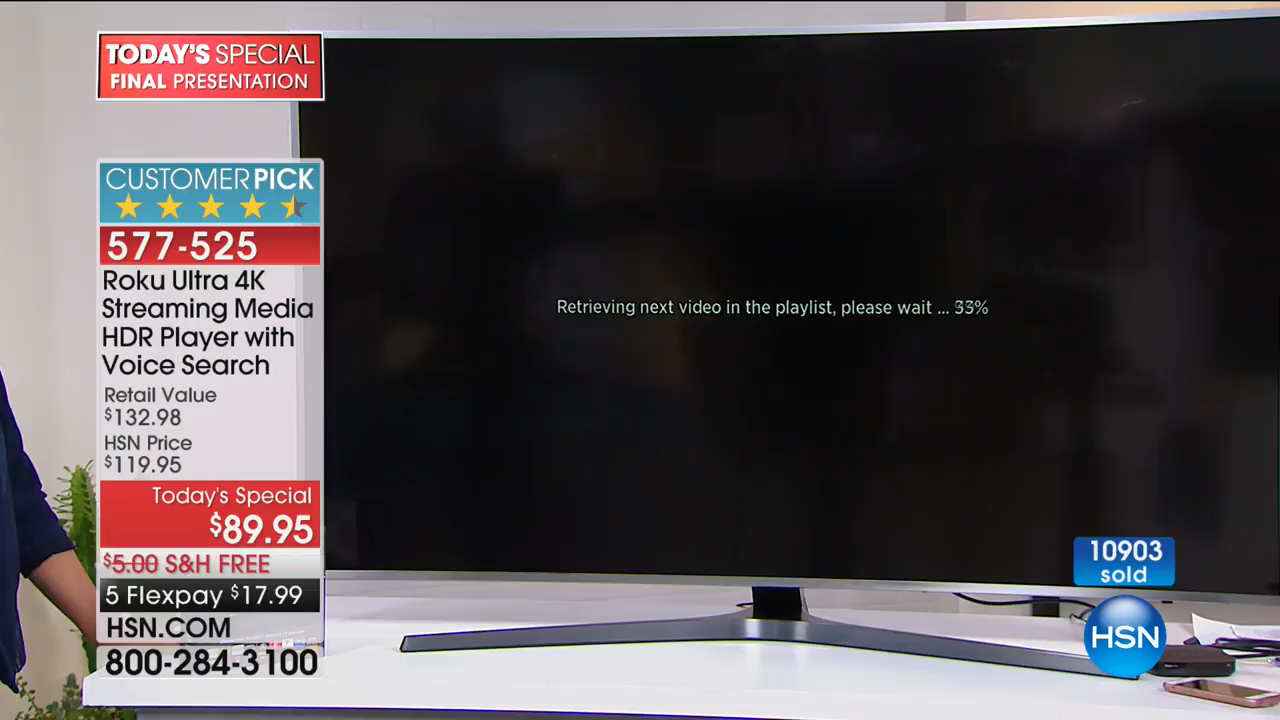 TODAY'S SPECIAL
FINAL PRESENTATION
CUSTOMER PICK
577-525
Roku Ultra 4K
Streaming Media
HDR Player with
Voice Search
Retail Value
$132.98
HSN Price
$119.95
Today's Special
$89.95
$5.00 S&H FREE
5 Flexpay $17.99
HSN.COM
800-284-3100
Retrieving next video in the playlist, please wait ... 33%
10903
sold
HSN